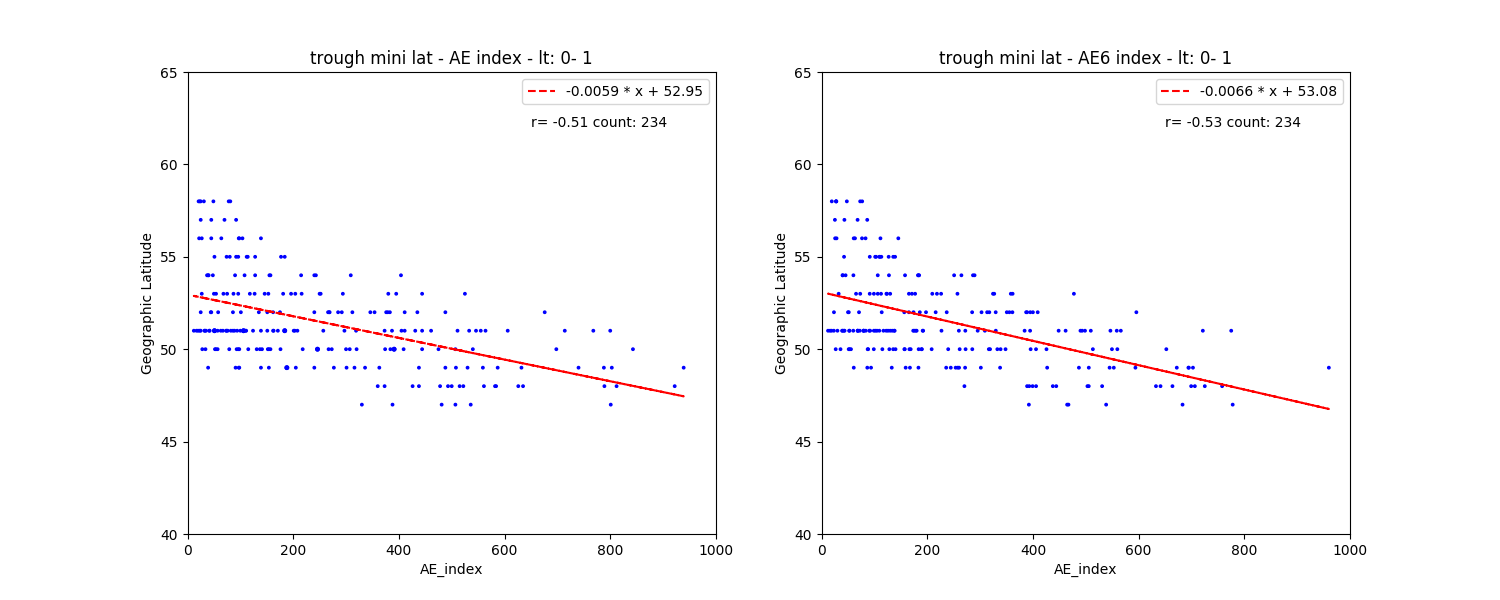 trough mini lat - AE index - lt: 0- 1
-0.0059 * x + 52.95
r= -0.51 count: 234
65
60
55
50
45
40
Geographic Latitude
0 200 400 600 800 1000
AE_index
trough mini lat - AE6 index - lt: 0- 1
-0.0066 * x + 53.08
r= -0.53 count: 234
65
60
55
50
45
40
Geographic Latitude
0 200 400 600 800 1000
AE_index